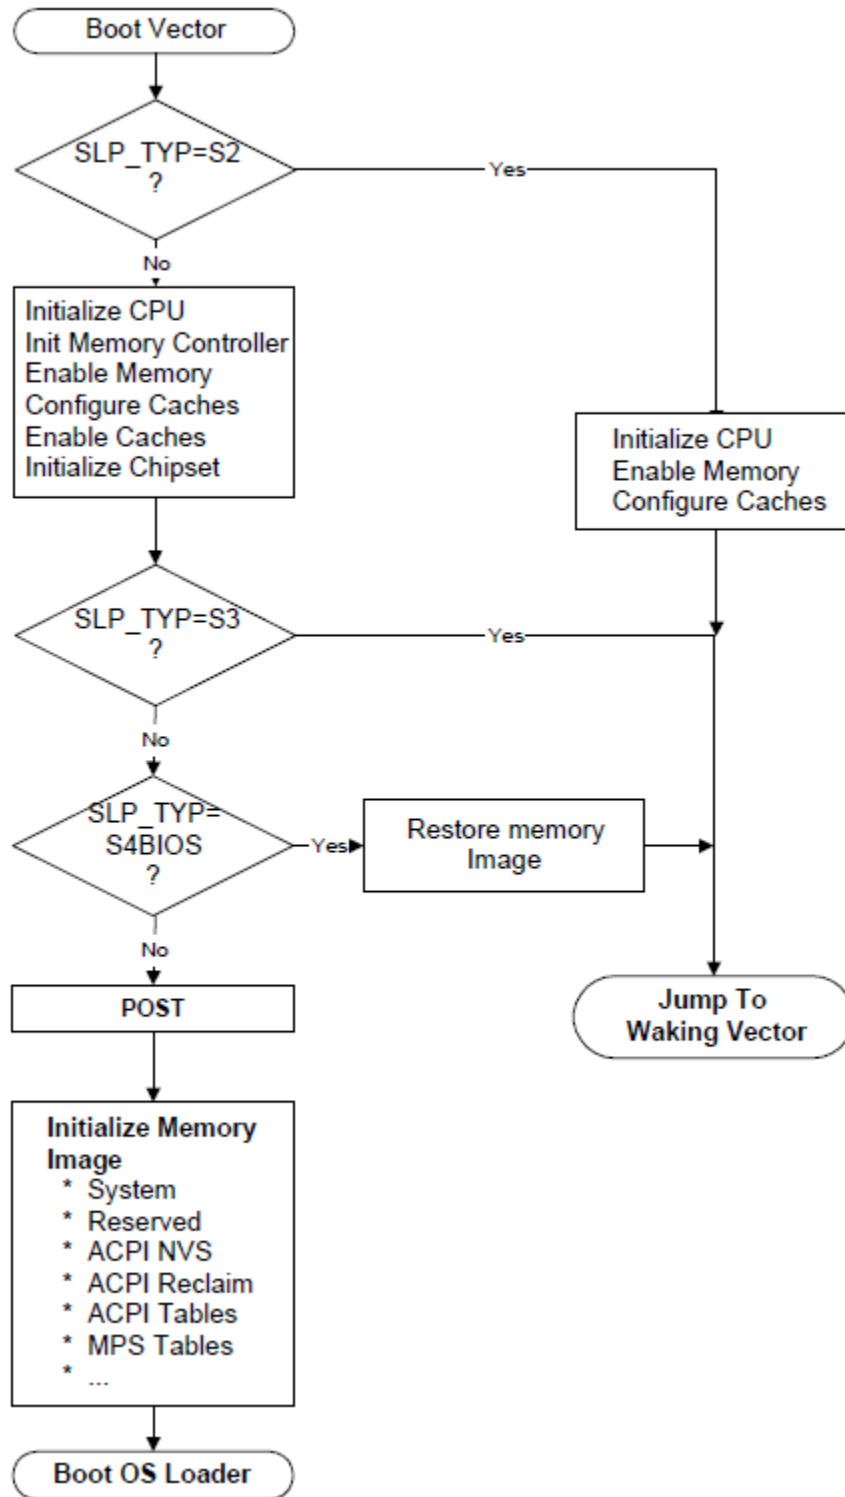 Boot Vector
SLP_TYP=S2
?
Yes
No
Initialize CPU
Init Memory Controller
Enable Memory
Configure Caches
Enable Caches
Initialize Chipset
Initialize CPU
Enable Memory
Configure Caches
SLP_TYP=S3
?
Yes
No
SLP_TYP=
S4BIOS
?
Yes
Restore memory
Image
No
POST
Jump To
Waking Vector
Initialize Memory
Image
* System
* Reserved
* ACPI NVS
* ACPI Reclaim
* ACPI Tables
* MPS Tables
* ...
Boot OS Loader